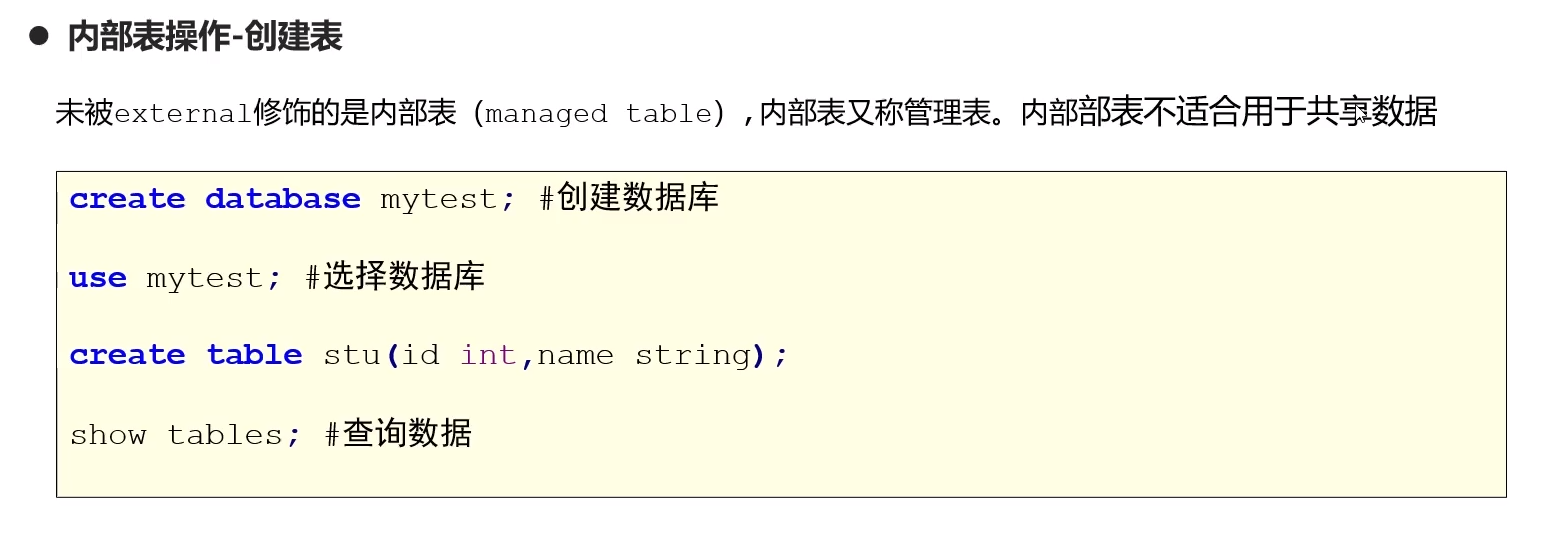 ● 内部表操作-创建表
未被external修饰的是内部表（managed table）,内部表又称管理表。内部部表不适合用于共享数据
create database mytest; #创建数据库
use mytest; #选择数据库
create table stu(id int,name string);
show tables; #查询数据